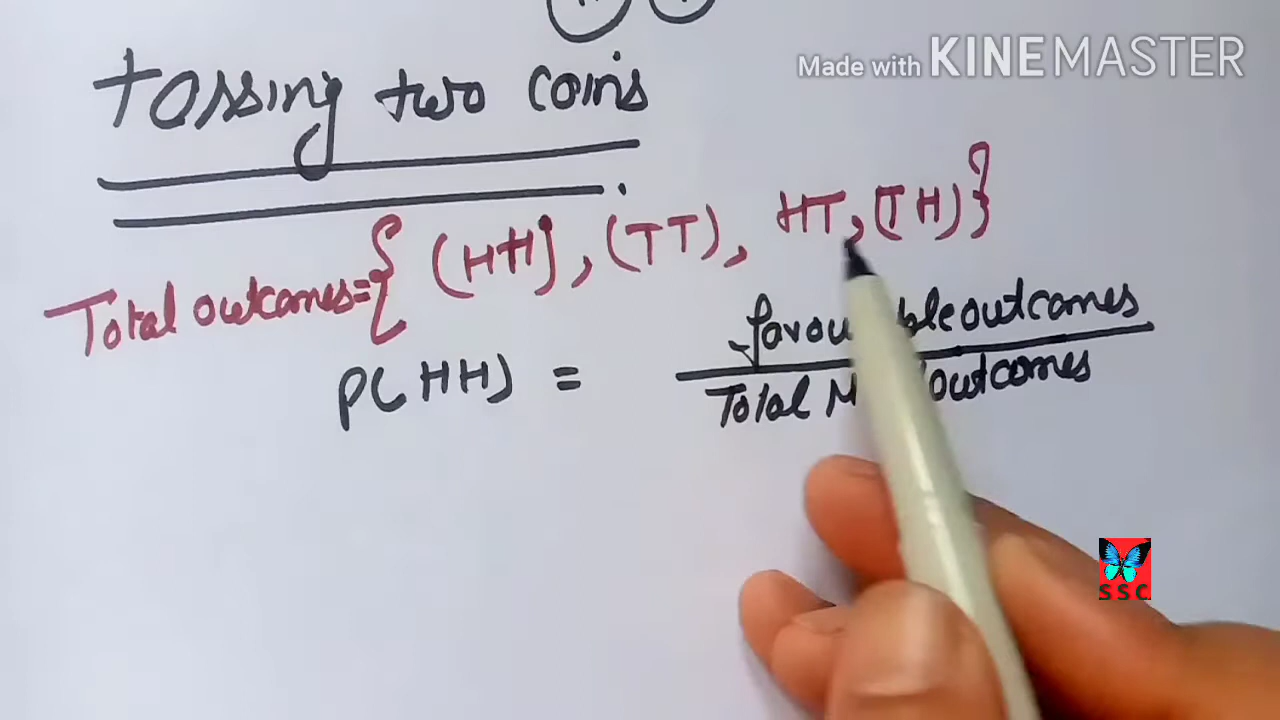 Made with KINEMASTER
tossing two coins
Total outcomes={ (HH), (TT), HT, (TH)}
P(HH) = favourable outcomes
Total outcomes
SSC